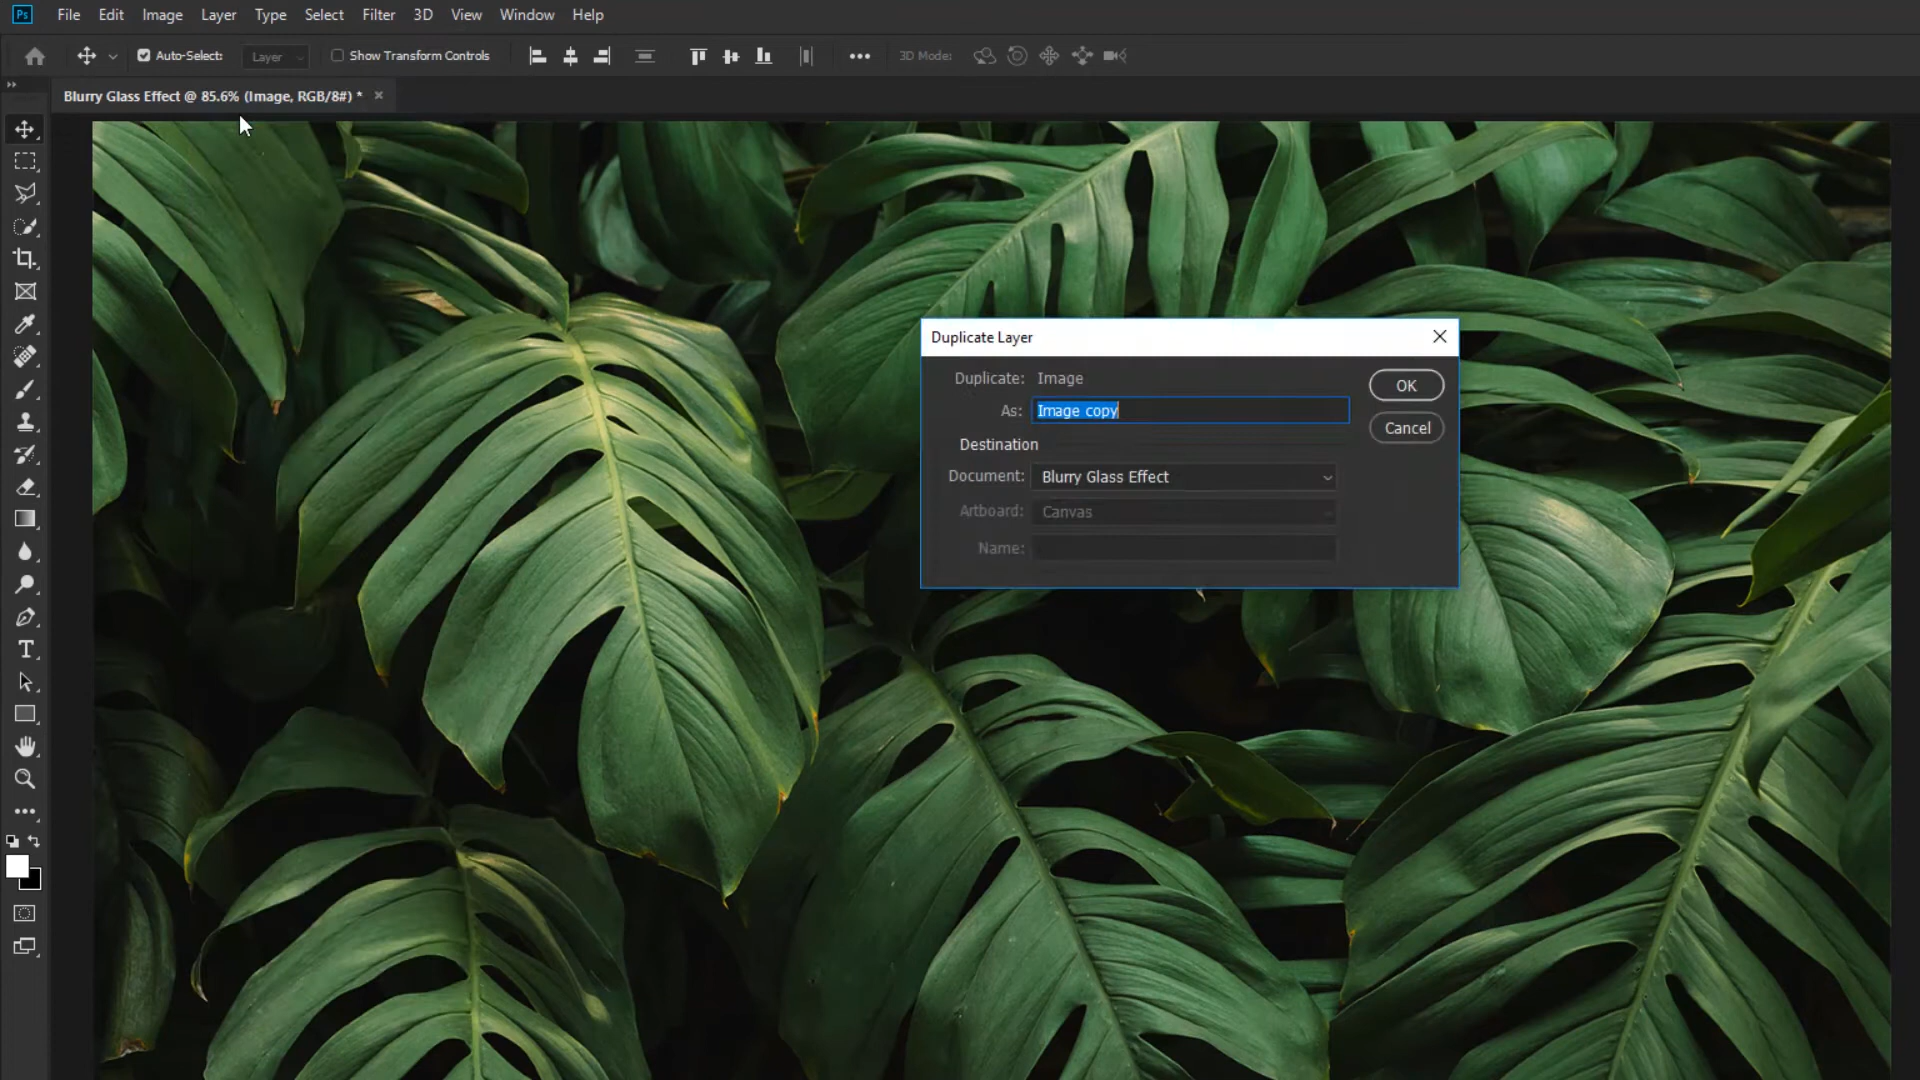 Ps File Edit Image Layer Type Select Filter 3D View Window Help
Auto-Select: Layer Show Transform Controls 3D Mode:
Blurry Glass Effect @ 85.6% (Image, RGB/8#) *
Duplicate Layer
Duplicate: Image
OK
As: Image copy
Cancel
Destination
Document: Blurry Glass Effect
Artboard: Canvas
Name: